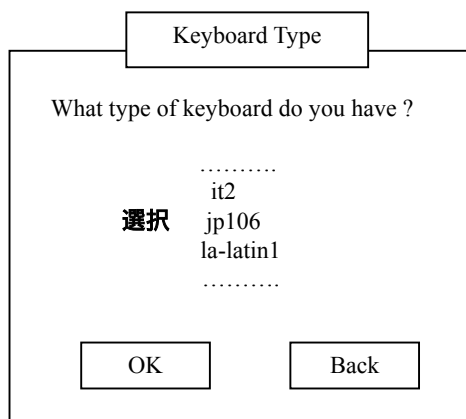 Keyboard Type
What type of keyboard do you have ?
……….
it2
選択 jp106
la-latin1
……….
OK Back